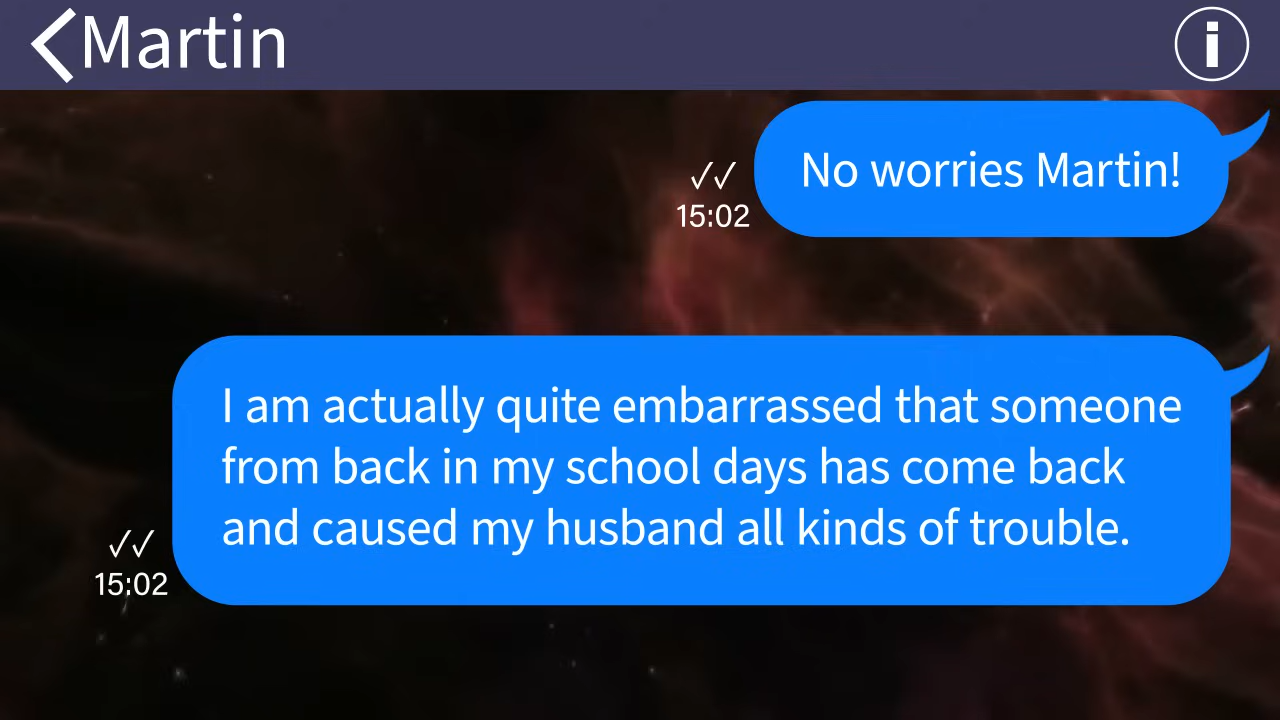 Martin
i
No worries Martin!
✓✓
15:02
I am actually quite embarrassed that someone
from back in my school days has come back
and caused my husband all kinds of trouble.
✓✓
15:02